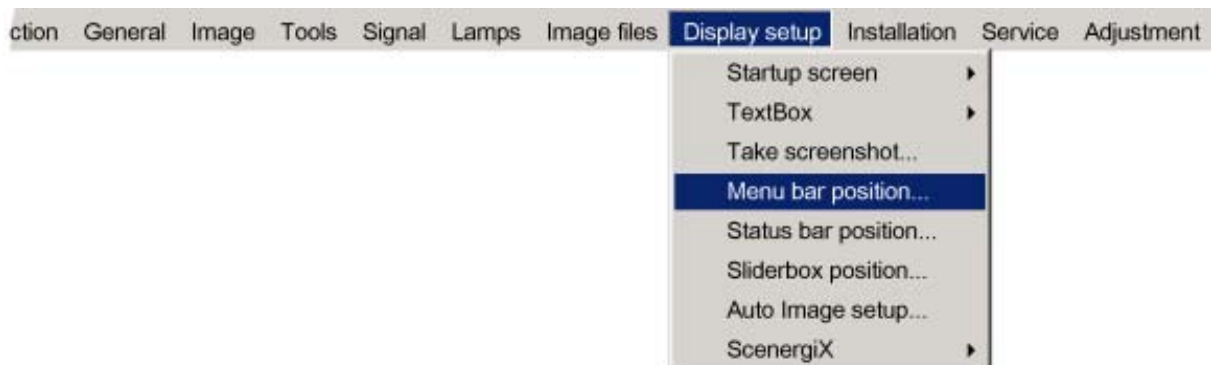 ction General Image Tools Signal Lamps Image files Display setup Installation Service Adjustment
Startup screen
TextBox
Take screenshot...
Menu bar position...
Status bar position...
Sliderbox position...
Auto Image setup...
ScenergiX